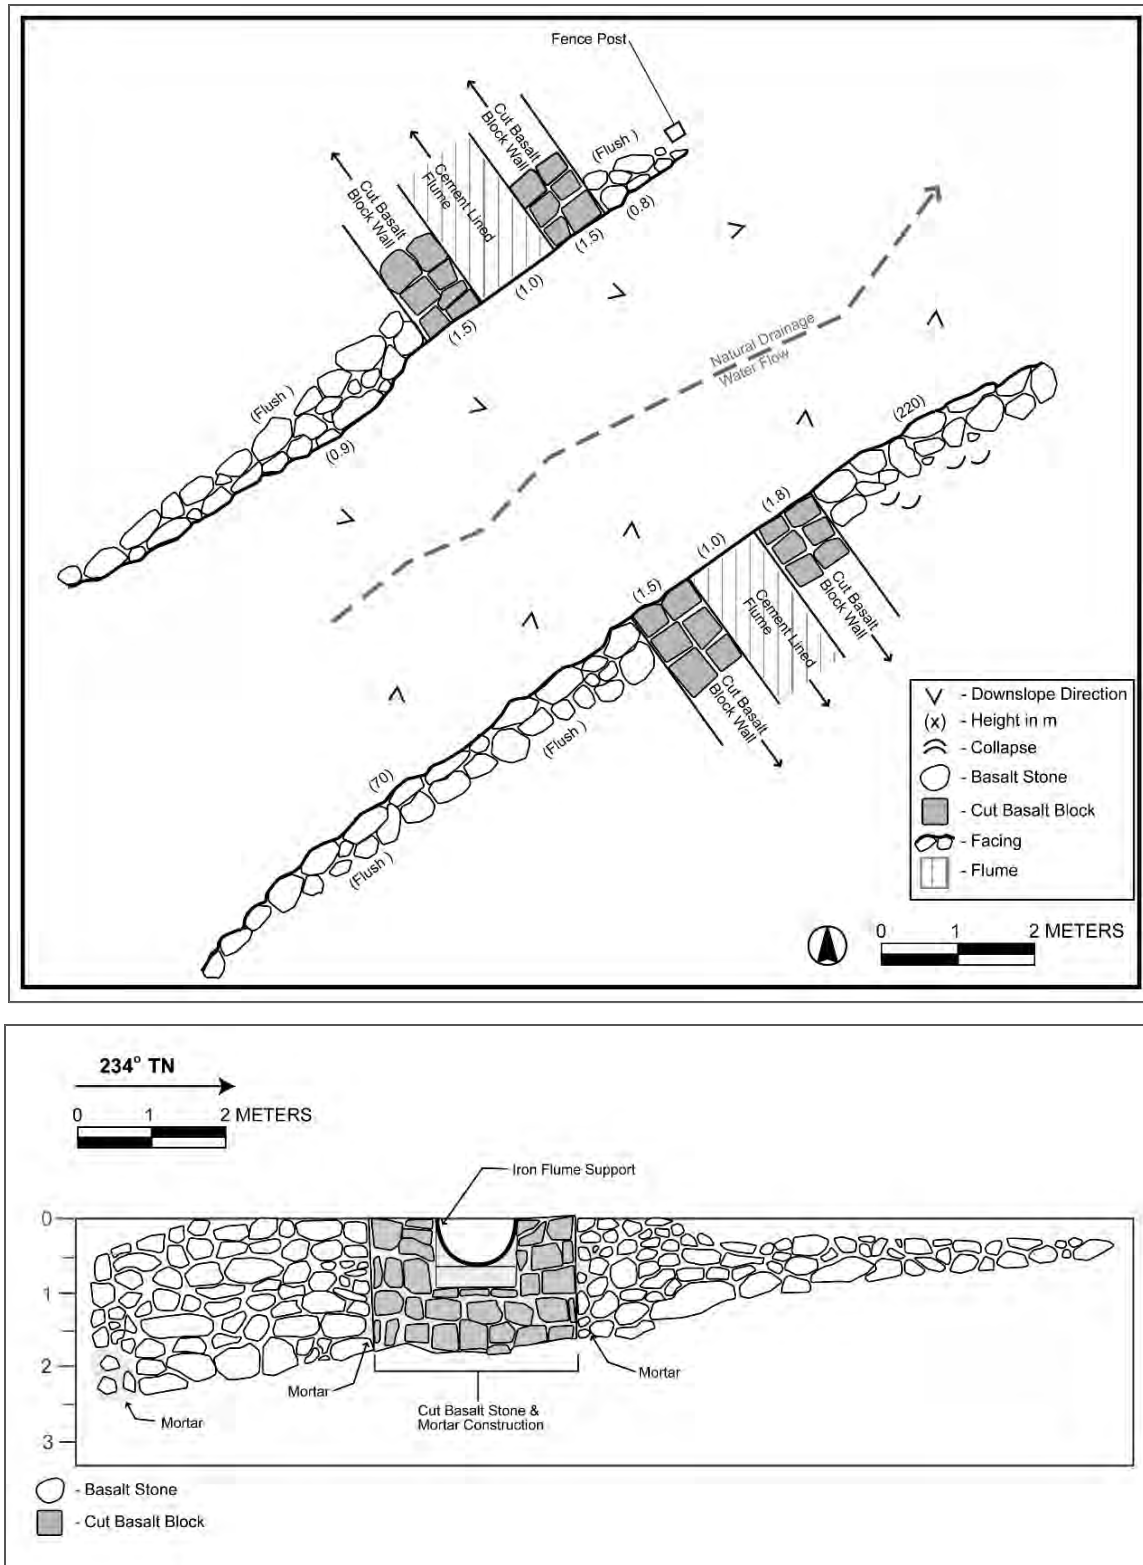 Fence Post
(Flush )
Cut Basalt
Block Wall
Cement Lined
Flume
Cut Basalt
Block Wall
(0.8)
(1.5)
(1.0)
(1.5)
(Flush )
(0.9)
Natural Drainage
Water Flow
(220)
(1.8)
(1.0)
(1.5)
Cut Basalt
Block Wall
Cement Lined
Flume
Cut Basalt
Block Wall
(Flush )
(70)
(Flush )
- Downslope Direction
(x) - Height in m
- Collapse
- Basalt Stone
- Cut Basalt Block
- Facing
- Flume
0 1 2 METERS
234° TN
0 1 2 METERS
Iron Flume Support
0
1
2
3
Mortar
Mortar
Mortar
Cut Basalt Stone &
Mortar Construction
- Basalt Stone
- Cut Basalt Block